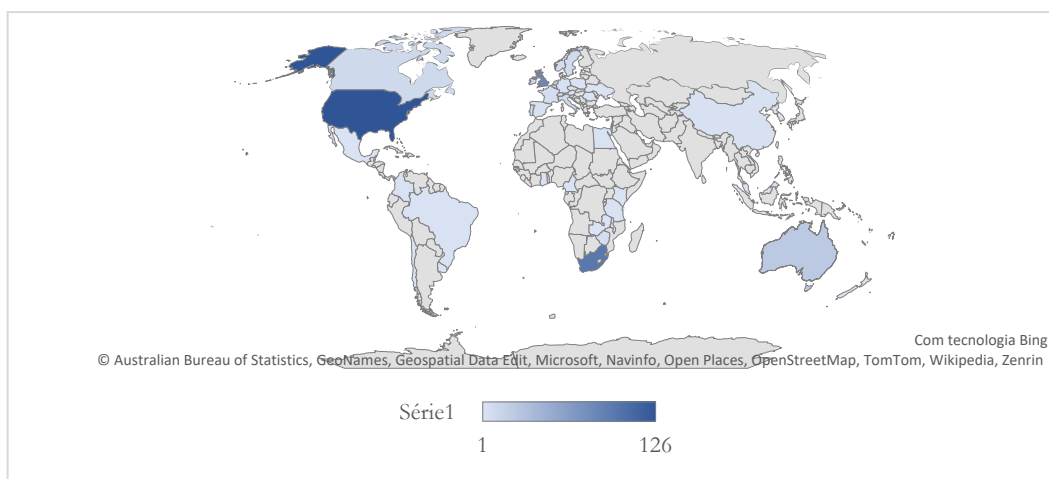 Com tecnologia Bing
© Australian Bureau of Statistics, GeoNames, Geospatial Data Edit, Microsoft, Navinfo, Open Places, OpenStreetMap, TomTom, Wikipedia, Zenrin
Série1
1 126